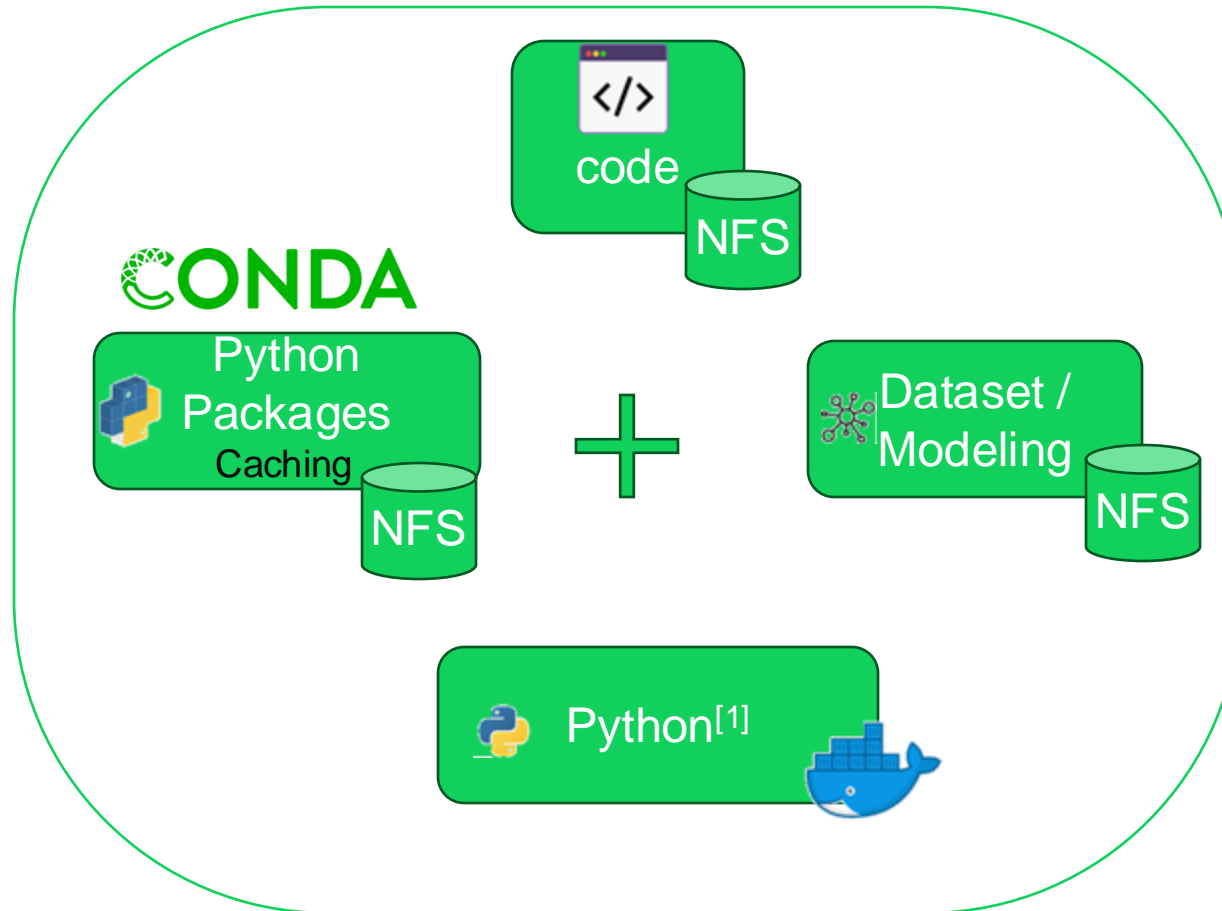 </>
code
NFS
CONDA
Python
Packages
Caching
NFS
Dataset /
Modeling
NFS
Python[1]